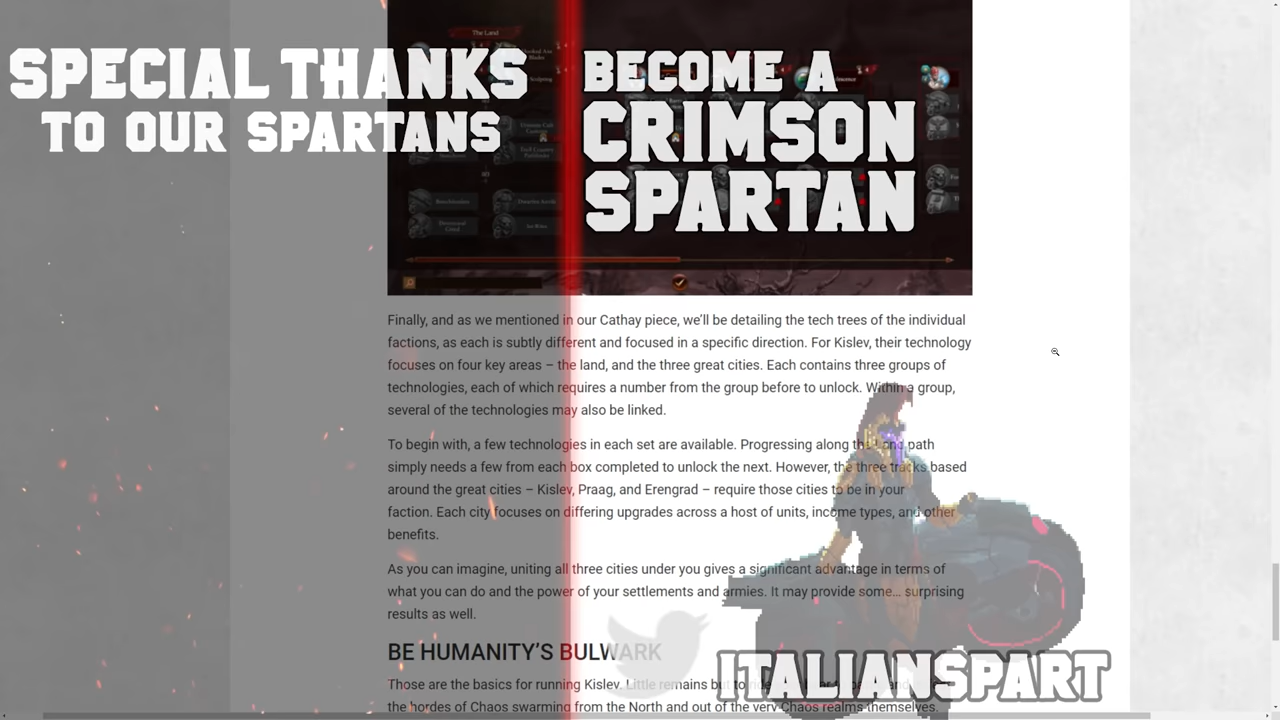 SPECIAL THANKS
TO OUR SPARTANS
BECOME A
CRIMSON
SPARTAN
The Land
Finally, and as we mentioned in our Cathay piece, we'll be detailing the tech trees of the individual
factions, as each is subtly different and focused in a specific direction. For Kislev, their technology
focuses on four key areas – the land, and the three great cities. Each contains three groups of
technologies, each of which requires a number from the group before to unlock. Within a group,
several of the technologies may also be linked.
To begin with, a few technologies in each set are available. Progressing along the Land path
simply needs a few from each box completed to unlock the next. However, the three tracks based
around the great cities – Kislev, Praag, and Erengrad – require those cities to be in your
faction. Each city focuses on differing upgrades across a host of units, income types, and other
benefits.
As you can imagine, uniting all three cities under you gives a significant advantage in terms of
what you can do and the power of your settlements and armies. It may provide some... surprising
results as well.
BE HUMANITY'S BULWARK
Those are the basics for running Kislev. Little remains but to
the hordes of Chaos swarming from the North and out of the very Chaos realms themselves.
ITALIANSPART